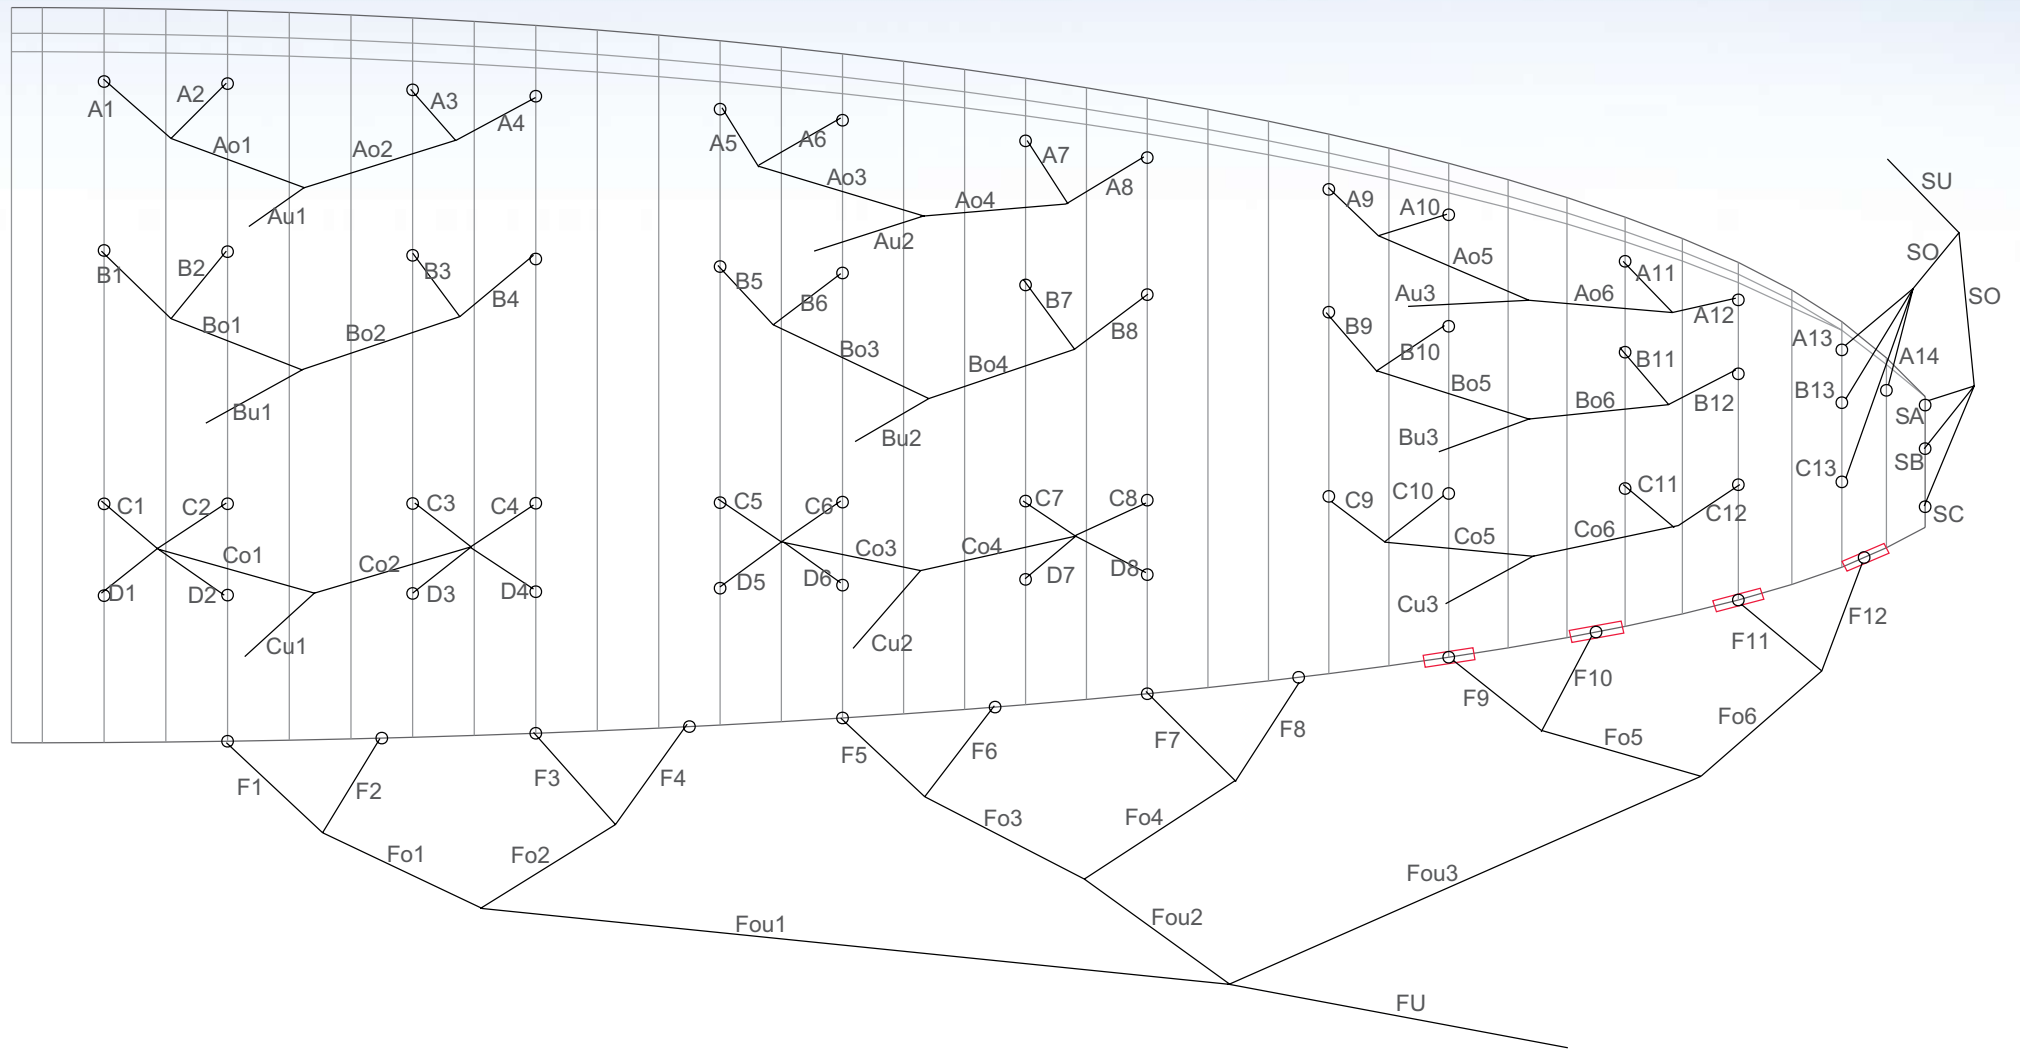 A1 A2 A3 A4
Ao1 Ao2
Au1
A5 A6 A7 A8
Ao3 Ao4
Au2
A9 A10 A11 A12
Ao5 Ao6
Au3
B1 B2 B3 B4
Bo1 Bo2
Bu1
B5 B6 B7 B8
Bo3 Bo4
Bu2
B9 B10 B11 B12
Bo5 Bo6
Bu3
C1 C2 C3 C4
Co1 Co2
D1 D2 D3 D4
Cu1
C5 C6 C7 C8
Co3 Co4
D5 D6 D7 D8
Cu2
C9 C10 C11 C12
Co5 Co6
Cu3
SU
SO
SO
A13 A14
B13
C13
SA
SB
SC
F1 F2 F3 F4
Fo1 Fo2
F5 F6 F7 F8
Fo3 Fo4
F9 F10 F11 F12
Fo5 Fo6
Fou1 Fou2 Fou3
FU